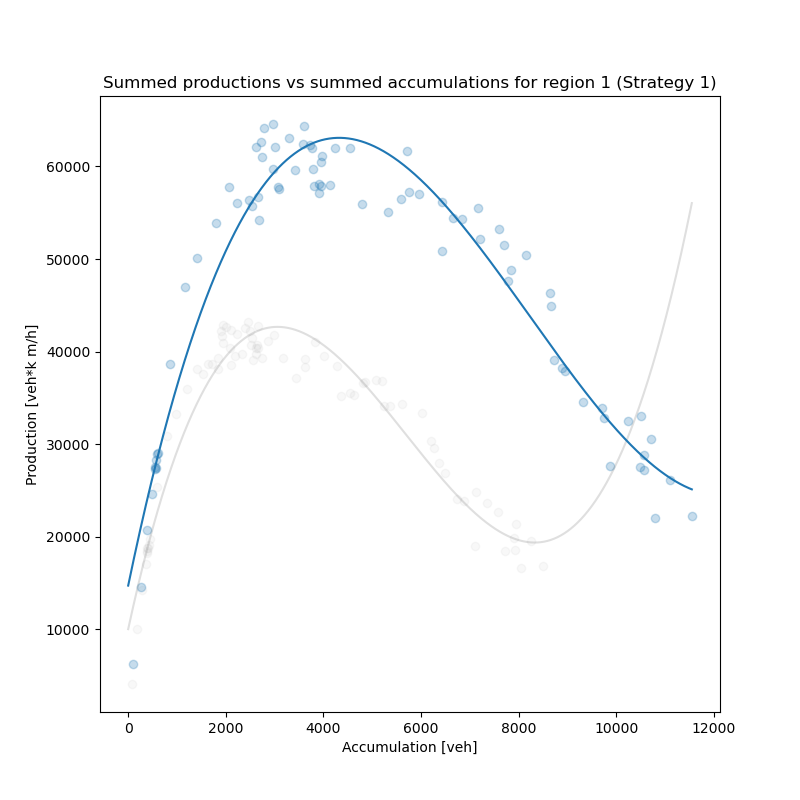 Summed productions vs summed accumulations for region 1 (Strategy 1)
60000
50000
40000
30000
20000
10000
Production [veh*k m/h]
0 2000 4000 6000 8000 10000 12000
Accumulation [veh]